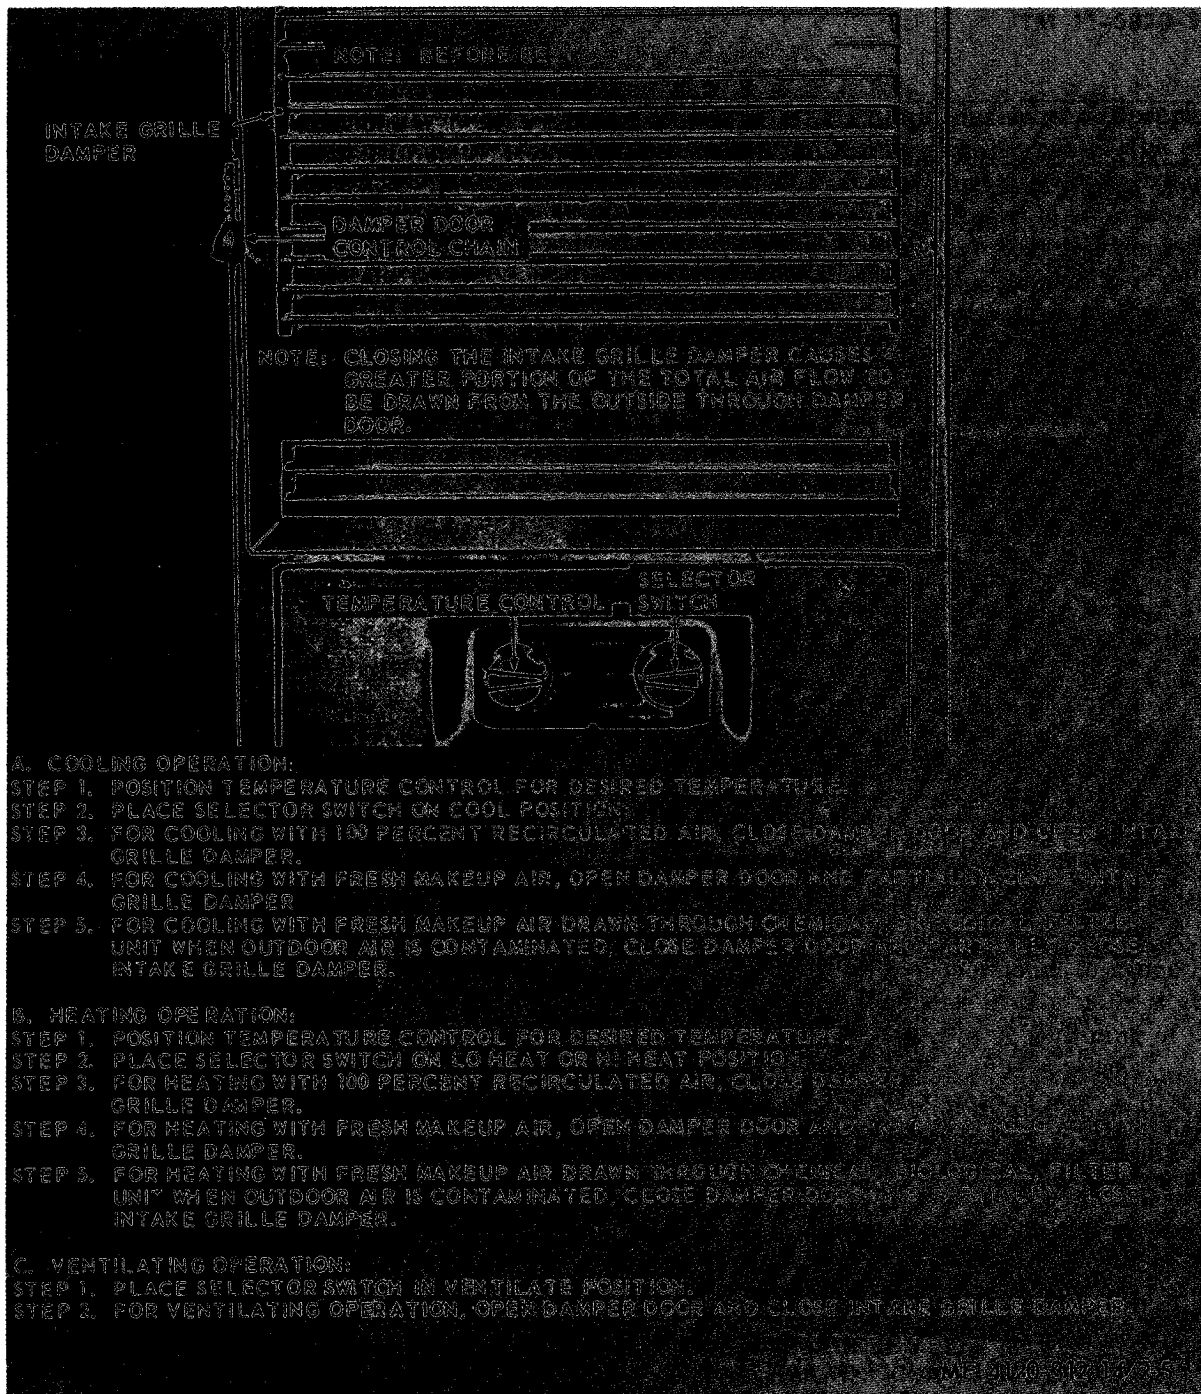 NOTE: BEFORE
INTAKE GRILLE
DAMPER
DAMPER DOOR
CONTROL CHAIN
NOTE: CLOSING THE INTAKE GRILLE DAMPER CAUSES
GREATER PORTION OF THE TOTAL AIR FLOW TO
BE DRAWN FROM THE OUTSIDE THROUGH DAMPER
DOOR.
SELECTOR
TEMPERATURE CONTROL SWITCH
A. COOLING OPERATION:
STEP 1. POSITION TEMPERATURE CONTROL FOR DESIRED TEMPERATURE.
STEP 2. PLACE SELECTOR SWITCH ON COOL POSITION.
STEP 3. FOR COOLING WITH 100 PERCENT RECIRCULATED AIR, CLOSE DAMPER DOOR AND OPEN INTAKE
GRILLE DAMPER.
STEP 4. FOR COOLING WITH FRESH MAKEUP AIR, OPEN DAMPER DOOR AND PARTIALLY CLOSE INTAKE
GRILLE DAMPER
STEP 5. FOR COOLING WITH FRESH MAKEUP AIR DRAWN THROUGH CHEMICAL BIOLOGICAL FILTER
UNIT WHEN OUTDOOR AIR IS CONTAMINATED, CLOSE DAMPER DOOR AND PARTIALLY CLOSE
INTAKE GRILLE DAMPER.
B. HEATING OPERATION:
STEP 1. POSITION TEMPERATURE CONTROL FOR DESIRED TEMPERATURE.
STEP 2. PLACE SELECTOR SWITCH ON LO HEAT OR HI HEAT POSITION.
STEP 3. FOR HEATING WITH 100 PERCENT RECIRCULATED AIR, CLOSE DAMPER
GRILLE DAMPER.
STEP 4. FOR HEATING WITH FRESH MAKEUP AIR, OPEN DAMPER DOOR AND
GRILLE DAMPER.
STEP 5. FOR HEATING WITH FRESH MAKEUP AIR DRAWN THROUGH CHEMICAL BIOLOGICAL FILTER
UNIT WHEN OUTDOOR AIR IS CONTAMINATED, CLOSE DAMPER DOOR AND PARTIALLY CLOSE
INTAKE GRILLE DAMPER.
C. VENTILATING OPERATION:
STEP 1. PLACE SELECTOR SWITCH IN VENTILATE POSITION.
STEP 2. FOR VENTILATING OPERATION, OPEN DAMPER DOOR AND CLOSE INTAKE GRILLE DAMPER.